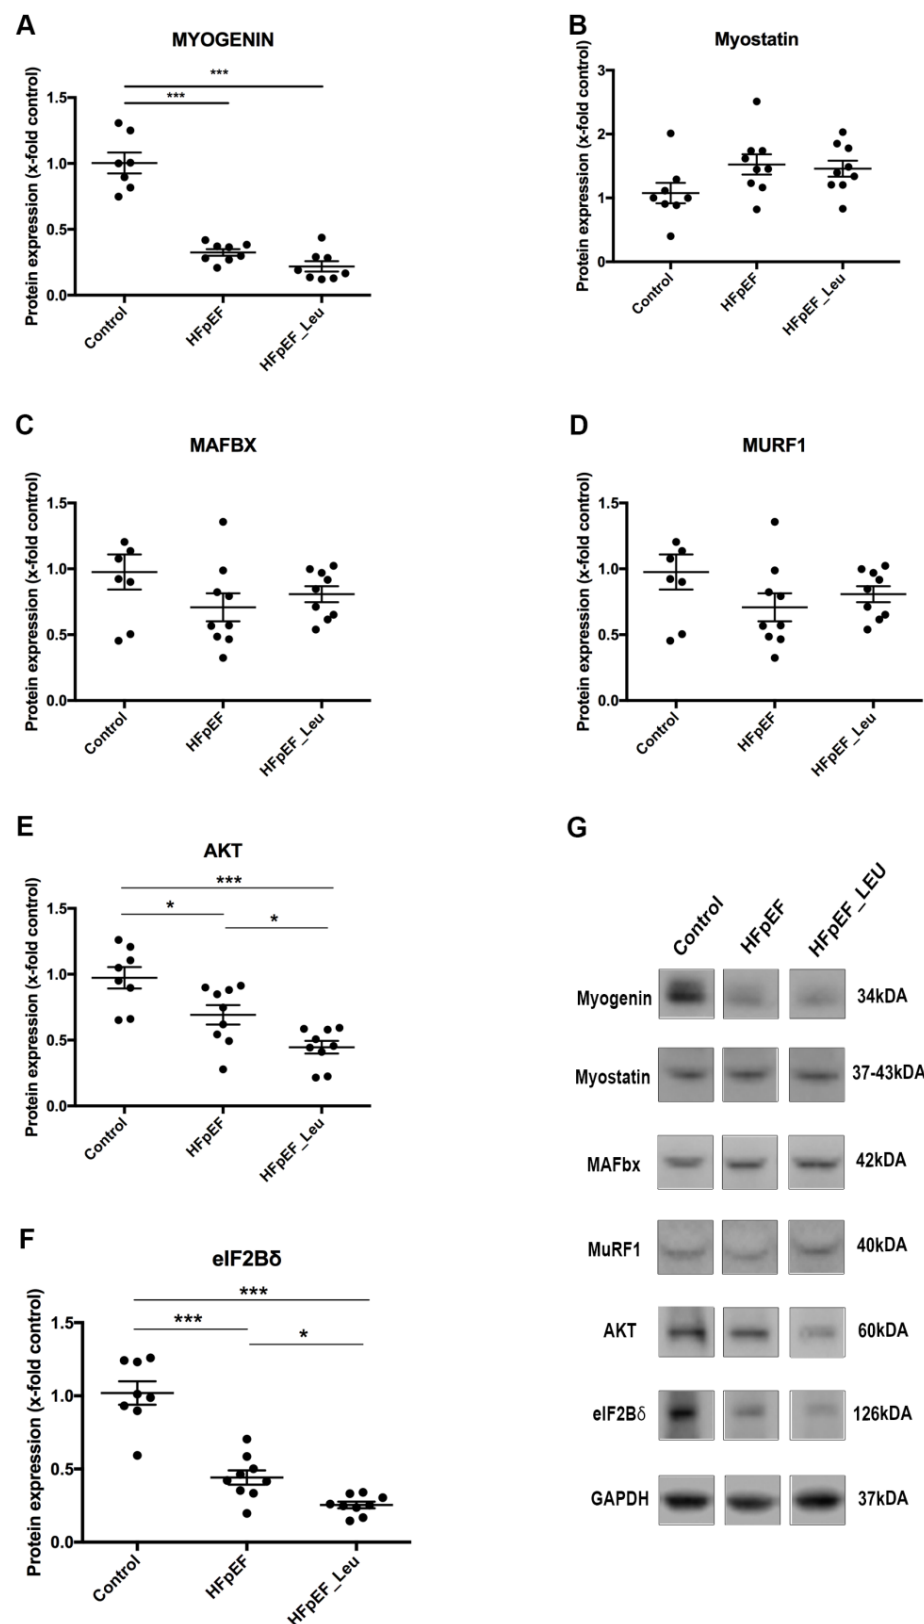 A
MYOGENIN
***
***
Protein expression (x-fold control)
1.5
1.0
0.5
0.0
Control
HFpEF
HFpEF_Leu
B
Myostatin
Protein expression (x-fold control)
3
2
1
0
Control
HFpEF
HFpEF_Leu
C
MAFBX
Protein expression (x-fold control)
1.5
1.0
0.5
0.0
Control
HFpEF
HFpEF_Leu
D
MURF1
Protein expression (x-fold control)
1.5
1.0
0.5
0.0
Control
HFpEF
HFpEF_Leu
E
AKT
***
*
*
Protein expression (x-fold control)
1.5
1.0
0.5
0.0
Control
HFpEF
HFpEF_Leu
F
eIF2Bδ
***
***
*
Protein expression (x-fold control)
1.5
1.0
0.5
0.0
Control
HFpEF
HFpEF_Leu
G
Control HFpEF HFpEF_LEU
Myogenin 34kDA
Myostatin 37-43kDA
MAFbx 42kDA
MuRF1 40kDA
AKT 60kDA
eIF2Bδ 126kDA
GAPDH 37kDA